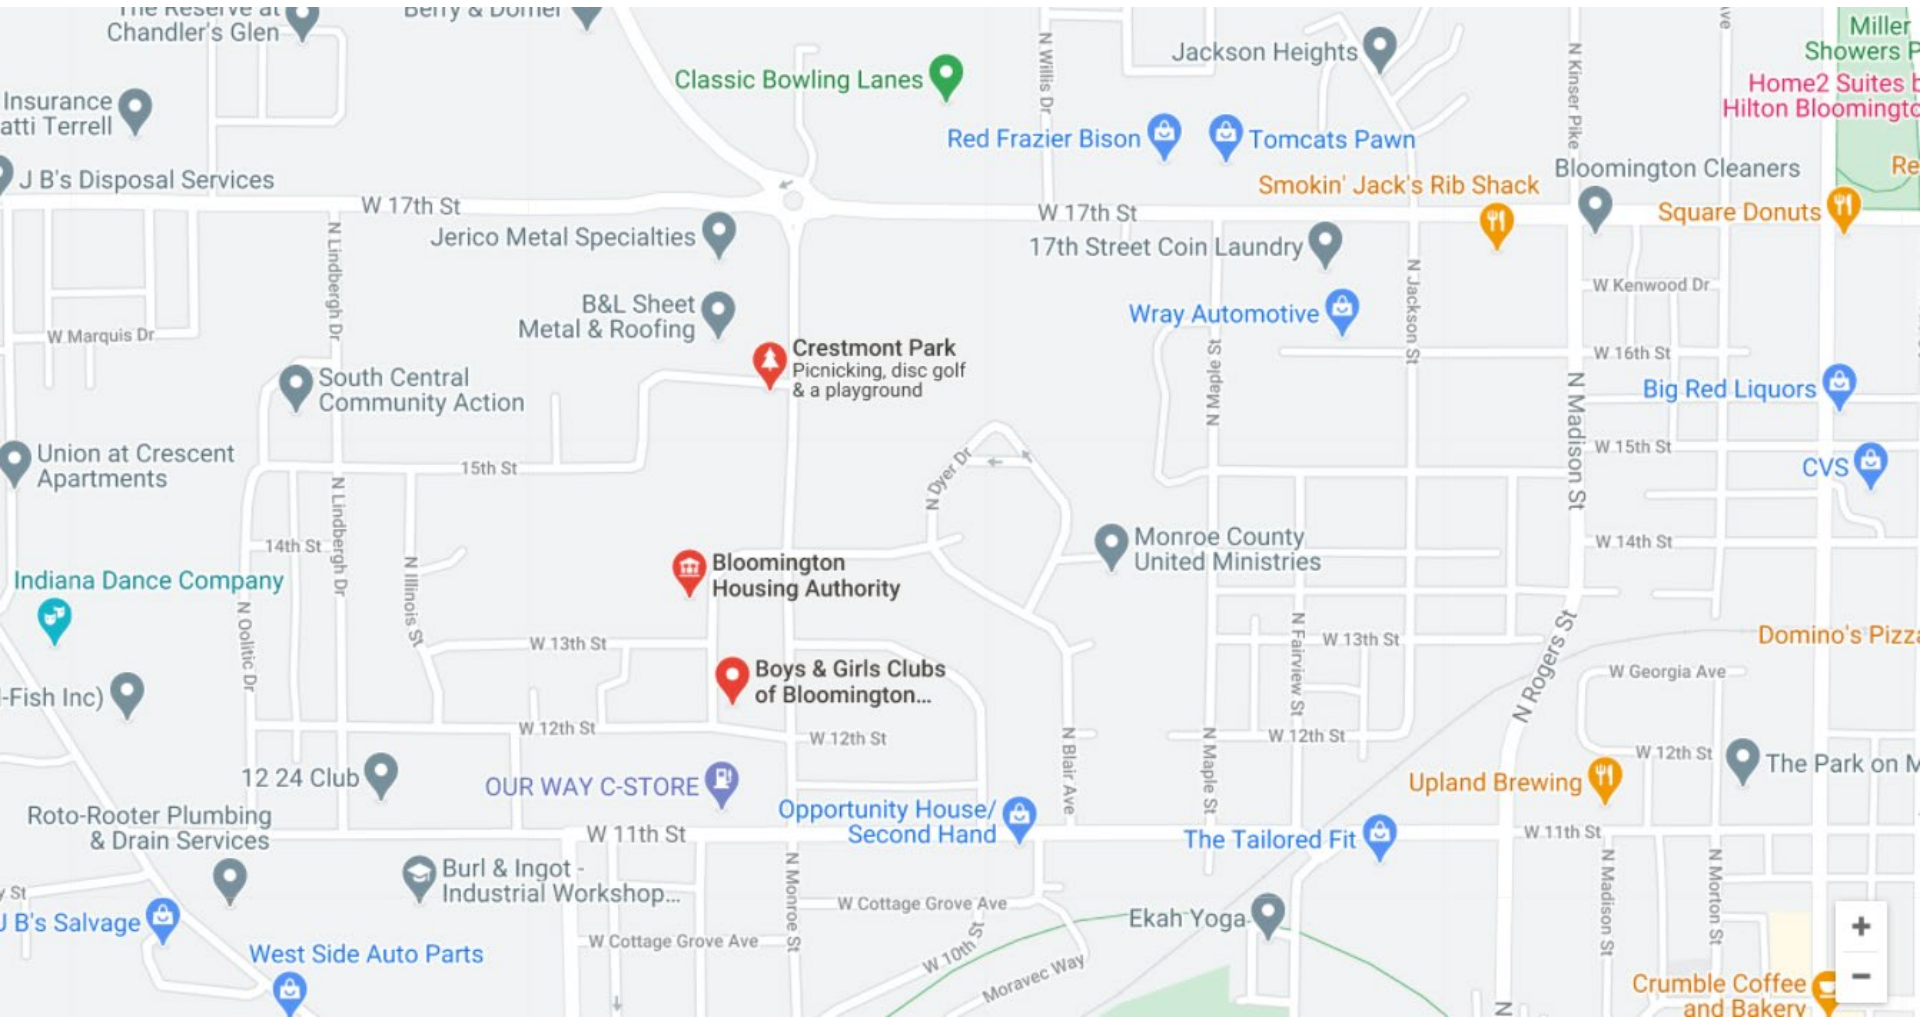 The Reserve at
Chandler's Glen
Berry & Dorner
Miller
Showers P
Home2 Suites b
Hilton Bloomingto
Jackson Heights
N Kinser Pike
N Willis Dr
Classic Bowling Lanes
Insurance
atti Terrell
Red Frazier Bison
Tomcats Pawn
Bloomington Cleaners
Re
J B's Disposal Services
Smokin' Jack's Rib Shack
Square Donuts
W 17th St
W 17th St
Jerico Metal Specialties
17th Street Coin Laundry
N Lindbergh Dr
N Jackson St
W Kenwood Dr
B&L Sheet
Metal & Roofing
Wray Automotive
W Marquis Dr
Crestmont Park
Picnicking, disc golf
& a playground
N Maple St
W 16th St
South Central
Community Action
Big Red Liquors
N Madison St
Union at Crescent
Apartments
15th St
N Dyer Dr
W 15th St
CVS
N Lindbergh Dr
14th St
Monroe County
United Ministries
W 14th St
Indiana Dance Company
N Illinois St
Bloomington
Housing Authority
N Oolitic Dr
W 13th St
N Fairview St
W 13th St
N Rogers St
Domino's Pizza
Boys & Girls Clubs
of Bloomington...
W Georgia Ave
-Fish Inc)
W 12th St
W 12th St
N Blair Ave
N Maple St
W 12th St
W 12th St
The Park on M
12 24 Club
OUR WAY C-STORE
Upland Brewing
Roto-Rooter Plumbing
& Drain Services
W 11th St
Opportunity House/
Second Hand
The Tailored Fit
W 11th St
Burl & Ingot -
Industrial Workshop...
N Monroe St
W Cottage Grove Ave
N Madison St
N Morton St
y St
J B's Salvage
Ekah Yoga
W Cottage Grove Ave
W 10th St
West Side Auto Parts
Moravec Way
Crumble Coffee
and Bakery
N
+
−